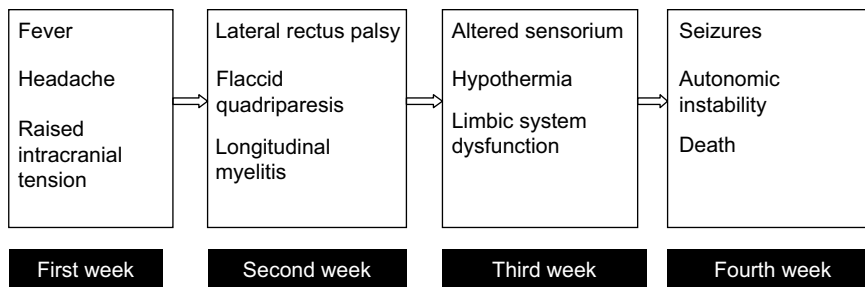 Fever
Headache
Raised
intracranial
tension
Lateral rectus palsy
Flaccid
quadriparesis
Longitudinal
myelitis
Altered sensorium
Hypothermia
Limbic system
dysfunction
Seizures
Autonomic
instability
Death
First week
Second week
Third week
Fourth week